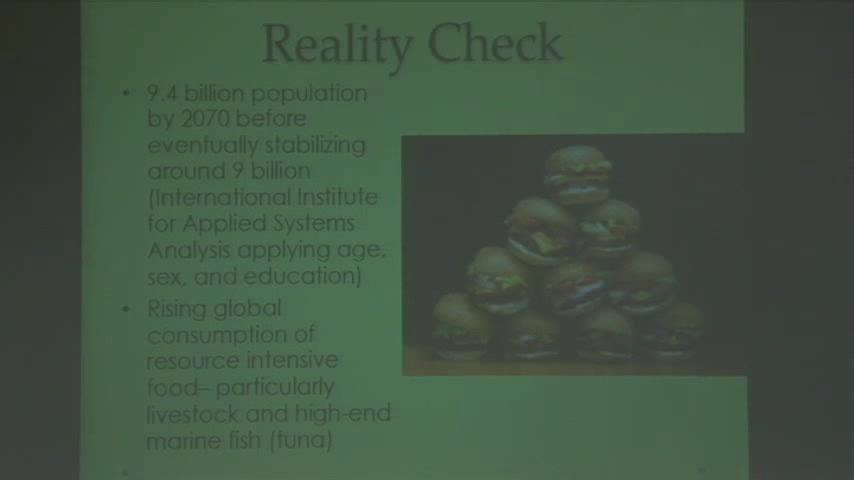 Reality Check
• 9.4 billion population
by 2070 before
eventually stabilizing
around 9 billion
(International Institute
for Applied Systems
Analysis applying age,
sex, and education)
• Rising global
consumption of
resource intensive
food– particularly
livestock and high-end
marine fish (tuna)